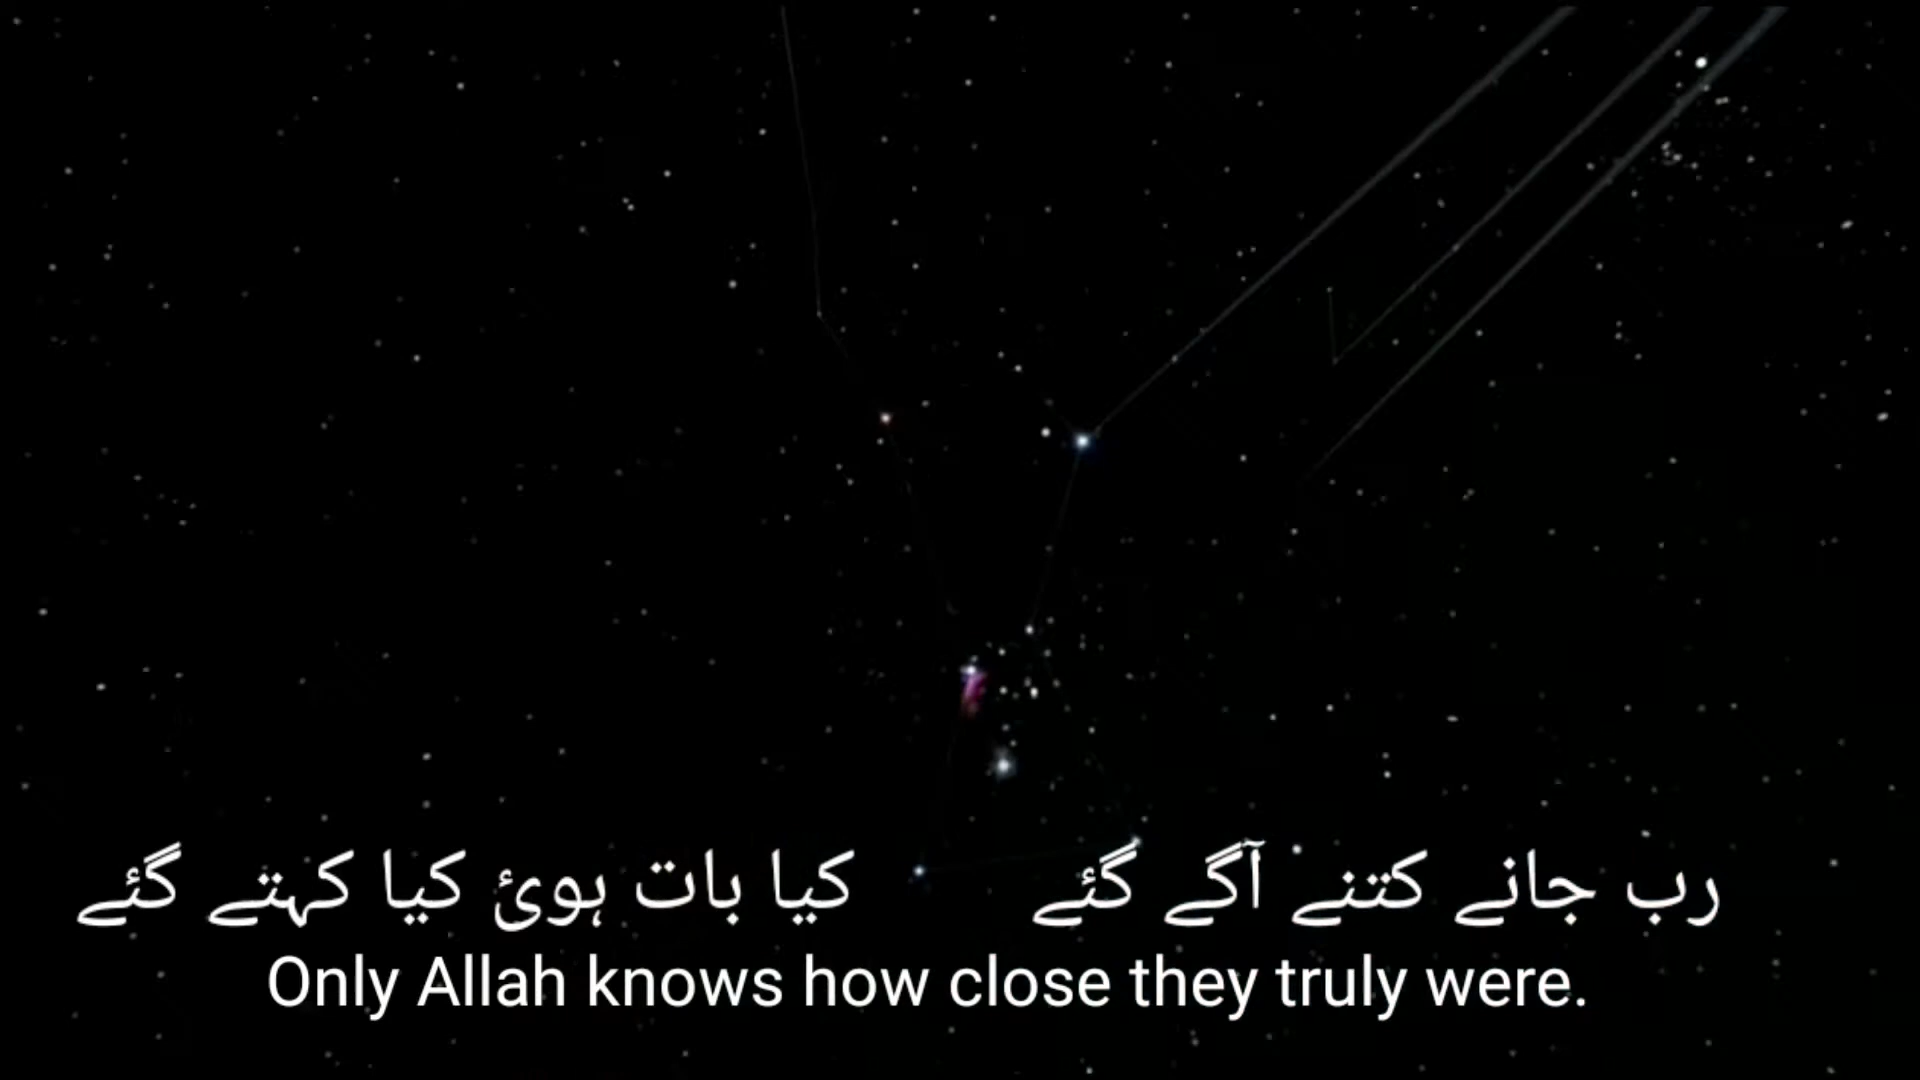 رب جانے کتنے آگے گئے کیا بات ہوئ کیا کہتے گئے
Only Allah knows how close they truly were.